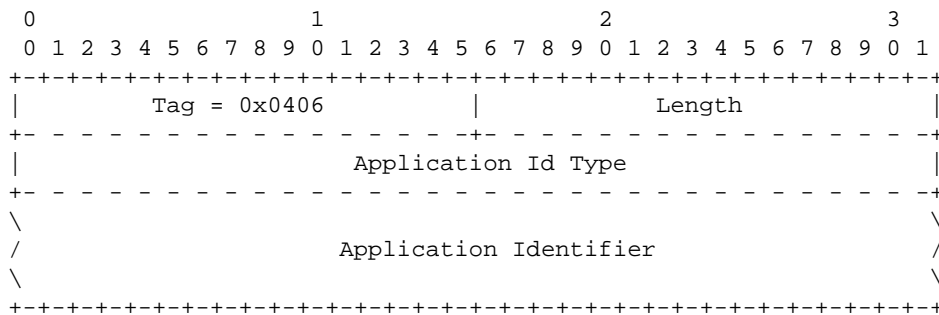 0                   1                   2                   3
 0 1 2 3 4 5 6 7 8 9 0 1 2 3 4 5 6 7 8 9 0 1 2 3 4 5 6 7 8 9 0 1
+-+-+-+-+-+-+-+-+-+-+-+-+-+-+-+-+-+-+-+-+-+-+-+-+-+-+-+-+-+-+-+-+
|         Tag = 0x0406          |            Length             |
+- - - - - - - - - - - - - - - -+- - - - - - - - - - - - - - - -+
|                       Application Id Type                     |
+- - - - - - - - - - - - - - - - - - - - - - - - - - - - - - - -+
\                                                               \
/                      Application Identifier                   /
\                                                               \
+-+-+-+-+-+-+-+-+-+-+-+-+-+-+-+-+-+-+-+-+-+-+-+-+-+-+-+-+-+-+-+-+